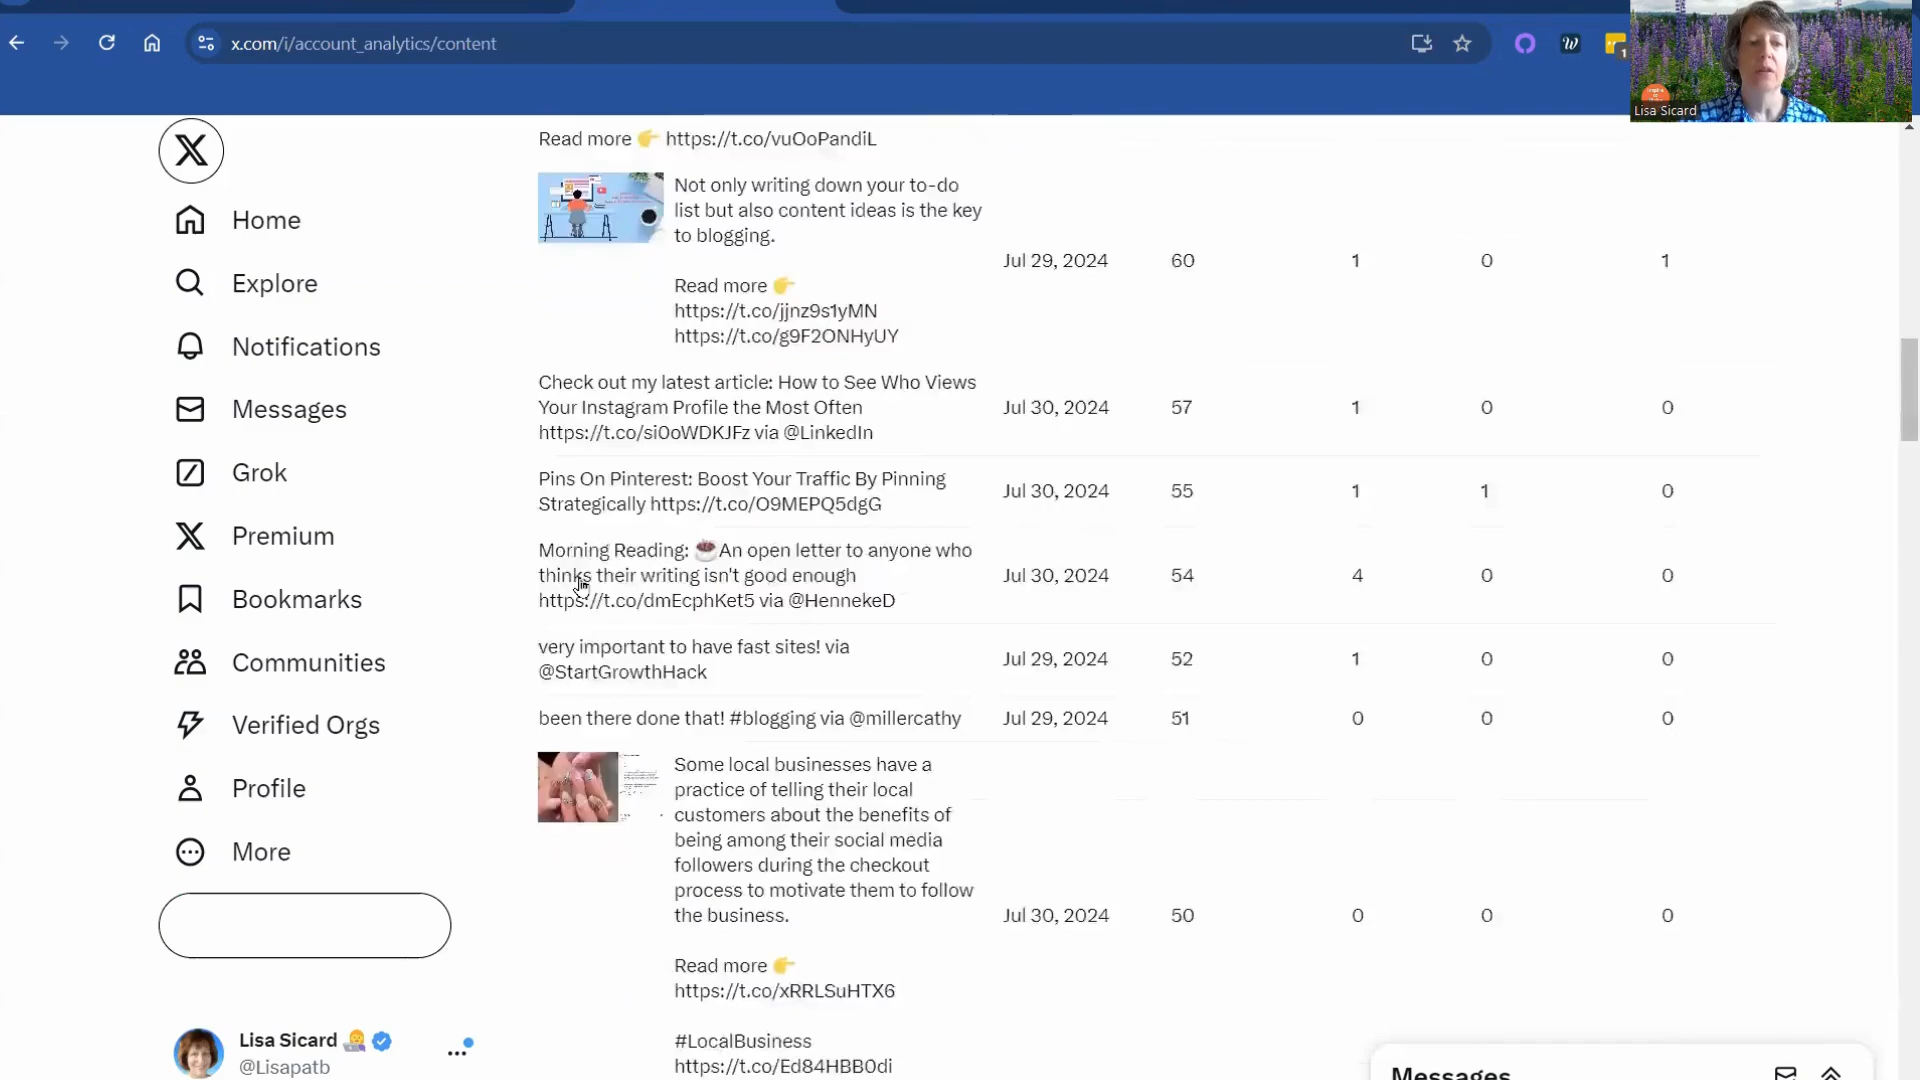 x.com/i/account_analytics/content
1
Lisa Sicard
Home
Explore
Notifications
Messages
Grok
Premium
Bookmarks
Communities
Verified Orgs
Profile
More
Lisa Sicard
@Lisapatb
Read more 👉 https://t.co/vuOoPandiL
Not only writing down your to-do
list but also content ideas is the key
to blogging.
Read more 👉
https://t.co/jjnz9s1yMN
https://t.co/g9F2ONHyUY
Jul 29, 2024 60 1 0 1
Check out my latest article: How to See Who Views
Your Instagram Profile the Most Often
https://t.co/si0oWDKJFz via @LinkedIn
Jul 30, 2024 57 1 0 0
Pins On Pinterest: Boost Your Traffic By Pinning
Strategically https://t.co/O9MEPQ5dgG
Jul 30, 2024 55 1 1 0
Morning Reading: ☕An open letter to anyone who
thinks their writing isn't good enough
https://t.co/dmEcphKet5 via @HennekeD
Jul 30, 2024 54 4 0 0
very important to have fast sites! via
@StartGrowthHack
Jul 29, 2024 52 1 0 0
been there done that! #blogging via @millercathy Jul 29, 2024 51 0 0 0
Some local businesses have a
practice of telling their local
customers about the benefits of
being among their social media
followers during the checkout
process to motivate them to follow
the business.
Read more 👉
https://t.co/xRRLSuHTX6
#LocalBusiness
https://t.co/Ed84HBB0di
Jul 30, 2024 50 0 0 0
Messages